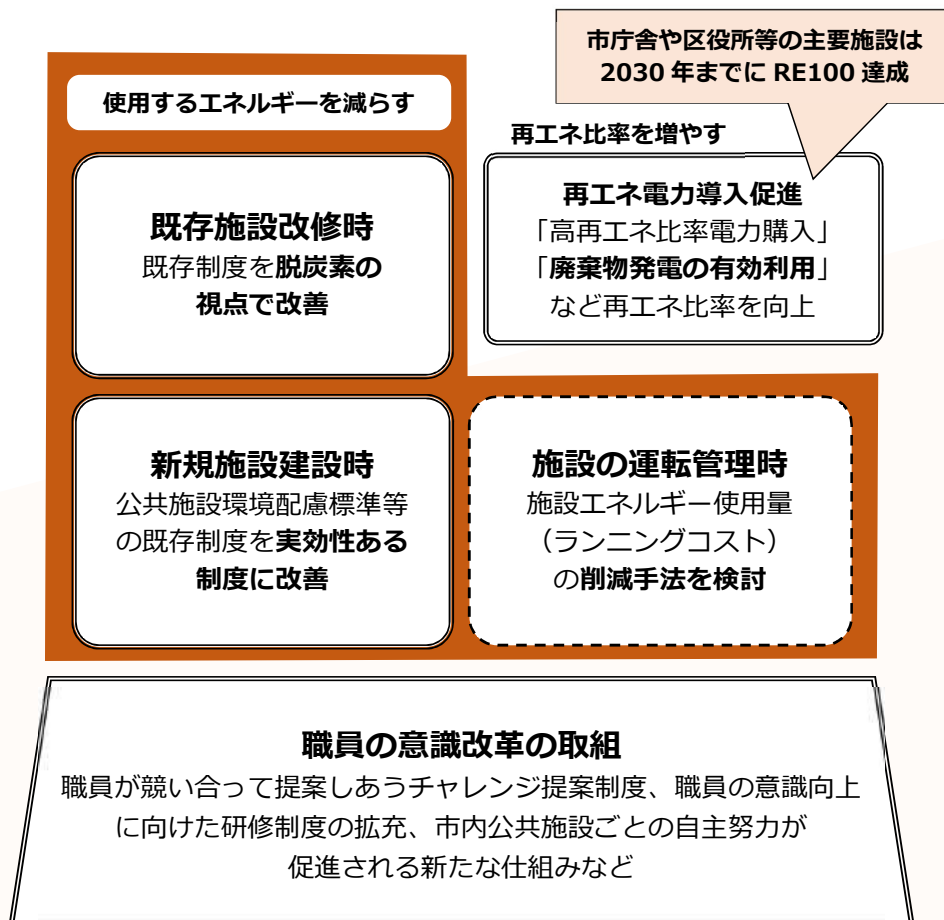 市庁舎や区役所等の主要施設は
2030 年までに RE100 達成
使用するエネルギーを減らす
再エネ比率を増やす
既存施設改修時
既存制度を脱炭素の
視点で改善
再エネ電力導入促進
「高再エネ比率電力購入」
「廃棄物発電の有効利用」
など再エネ比率を向上
新規施設建設時
公共施設環境配慮標準等
の既存制度を実効性ある
制度に改善
施設の運転管理時
施設エネルギー使用量
（ランニングコスト）
の削減手法を検討
職員の意識改革の取組
職員が競い合って提案しあうチャレンジ提案制度、職員の意識向上
に向けた研修制度の拡充、市内公共施設ごとの自主努力が
促進される新たな仕組みなど